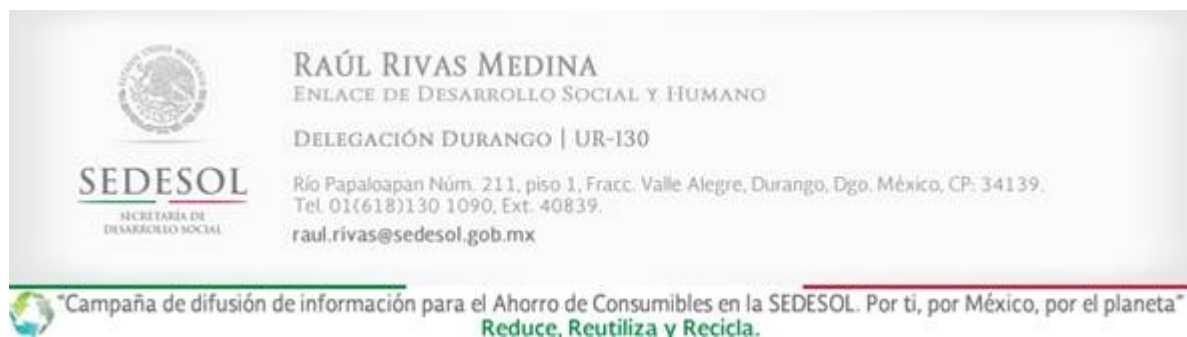 RAÚL RIVAS MEDINA
ENLACE DE DESARROLLO SOCIAL Y HUMANO
DELEGACIÓN DURANGO | UR-130
SEDESOL
SECRETARÍA DE
DESARROLLO SOCIAL
Río Papaloapan Núm. 211, piso 1, Fracc. Valle Alegre, Durango, Dgo. México, CP: 34139.
Tel. 01(618)130 1090, Ext. 40839.
raul.rivas@sedesol.gob.mx
"Campaña de difusión de información para el Ahorro de Consumibles en la SEDESOL. Por ti, por México, por el planeta"
Reduce, Reutiliza y Recicla.